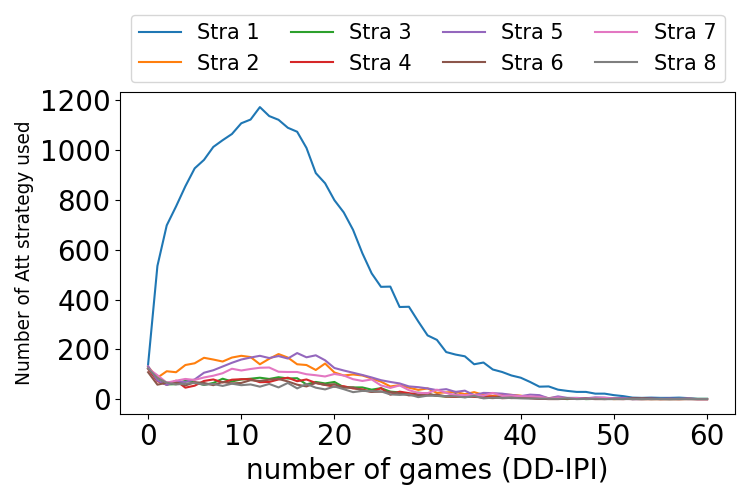 Stra 1 Stra 3 Stra 5 Stra 7
Stra 2 Stra 4 Stra 6 Stra 8
1200
1000
800
600
400
200
0
Number of Att strategy used
0 10 20 30 40 50 60
number of games (DD-IPI)